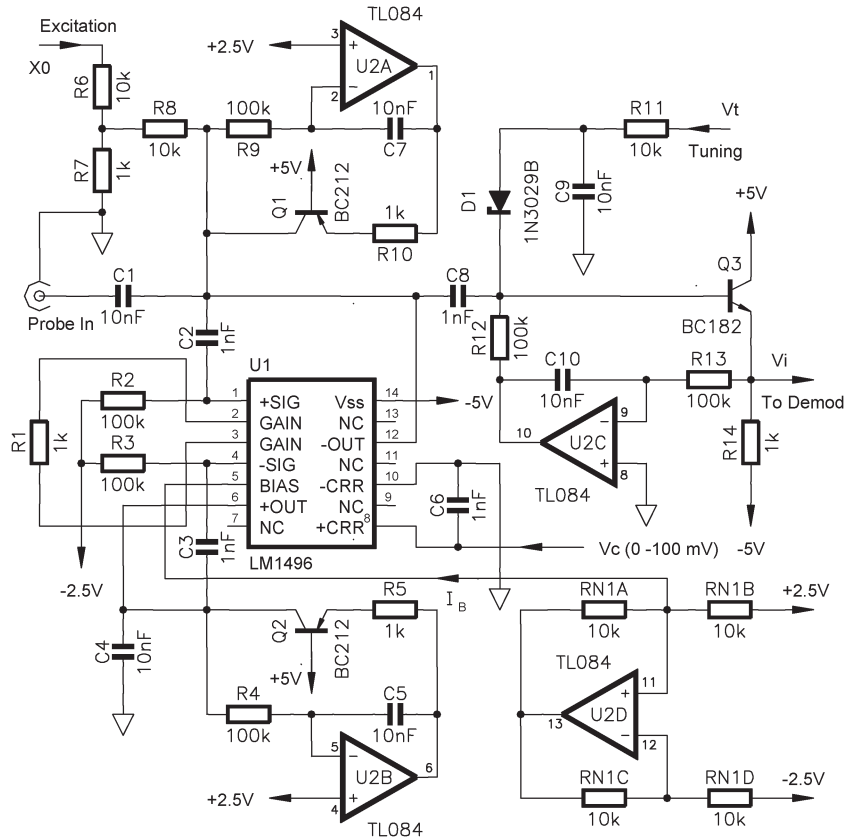 TL084
Excitation
X0
+2.5V
3
+
U2A
−
2
1
R6
10k
R8
10k
100k
R9
10nF
C7
R11
10k
Vt
Tuning
R7
1k
+5V
Q1
BC212
1k
R10
D1
1N3029B
C9
10nF
+5V
Q3
BC182
C1
10nF
Probe In
C8
1nF
C2
1nF
R12
100k
C10
10nF
R13
100k
Vi
To Demod
U1
R2
100k
R3
100k
R1
1k
1
+SIG
Vss
14
-5V
2
GAIN
NC
13
3
GAIN
-OUT
12
4
-SIG
NC
11
5
BIAS
-CRR
10
6
+OUT
NC
9
7
NC
+CRR
8
LM1496
10
U2C
−
9
+
8
TL084
R14
1k
-5V
C6
1nF
Vc (0 -100 mV)
C3
1nF
-2.5V
I B
C4
10nF
Q2
BC212
+5V
R5
1k
R4
100k
C5
10nF
5
−
U2B
6
+2.5V
4
+
TL084
RN1A
10k
RN1B
10k
+2.5V
TL084
+
11
U2D
13
−
12
RN1C
10k
RN1D
10k
-2.5V